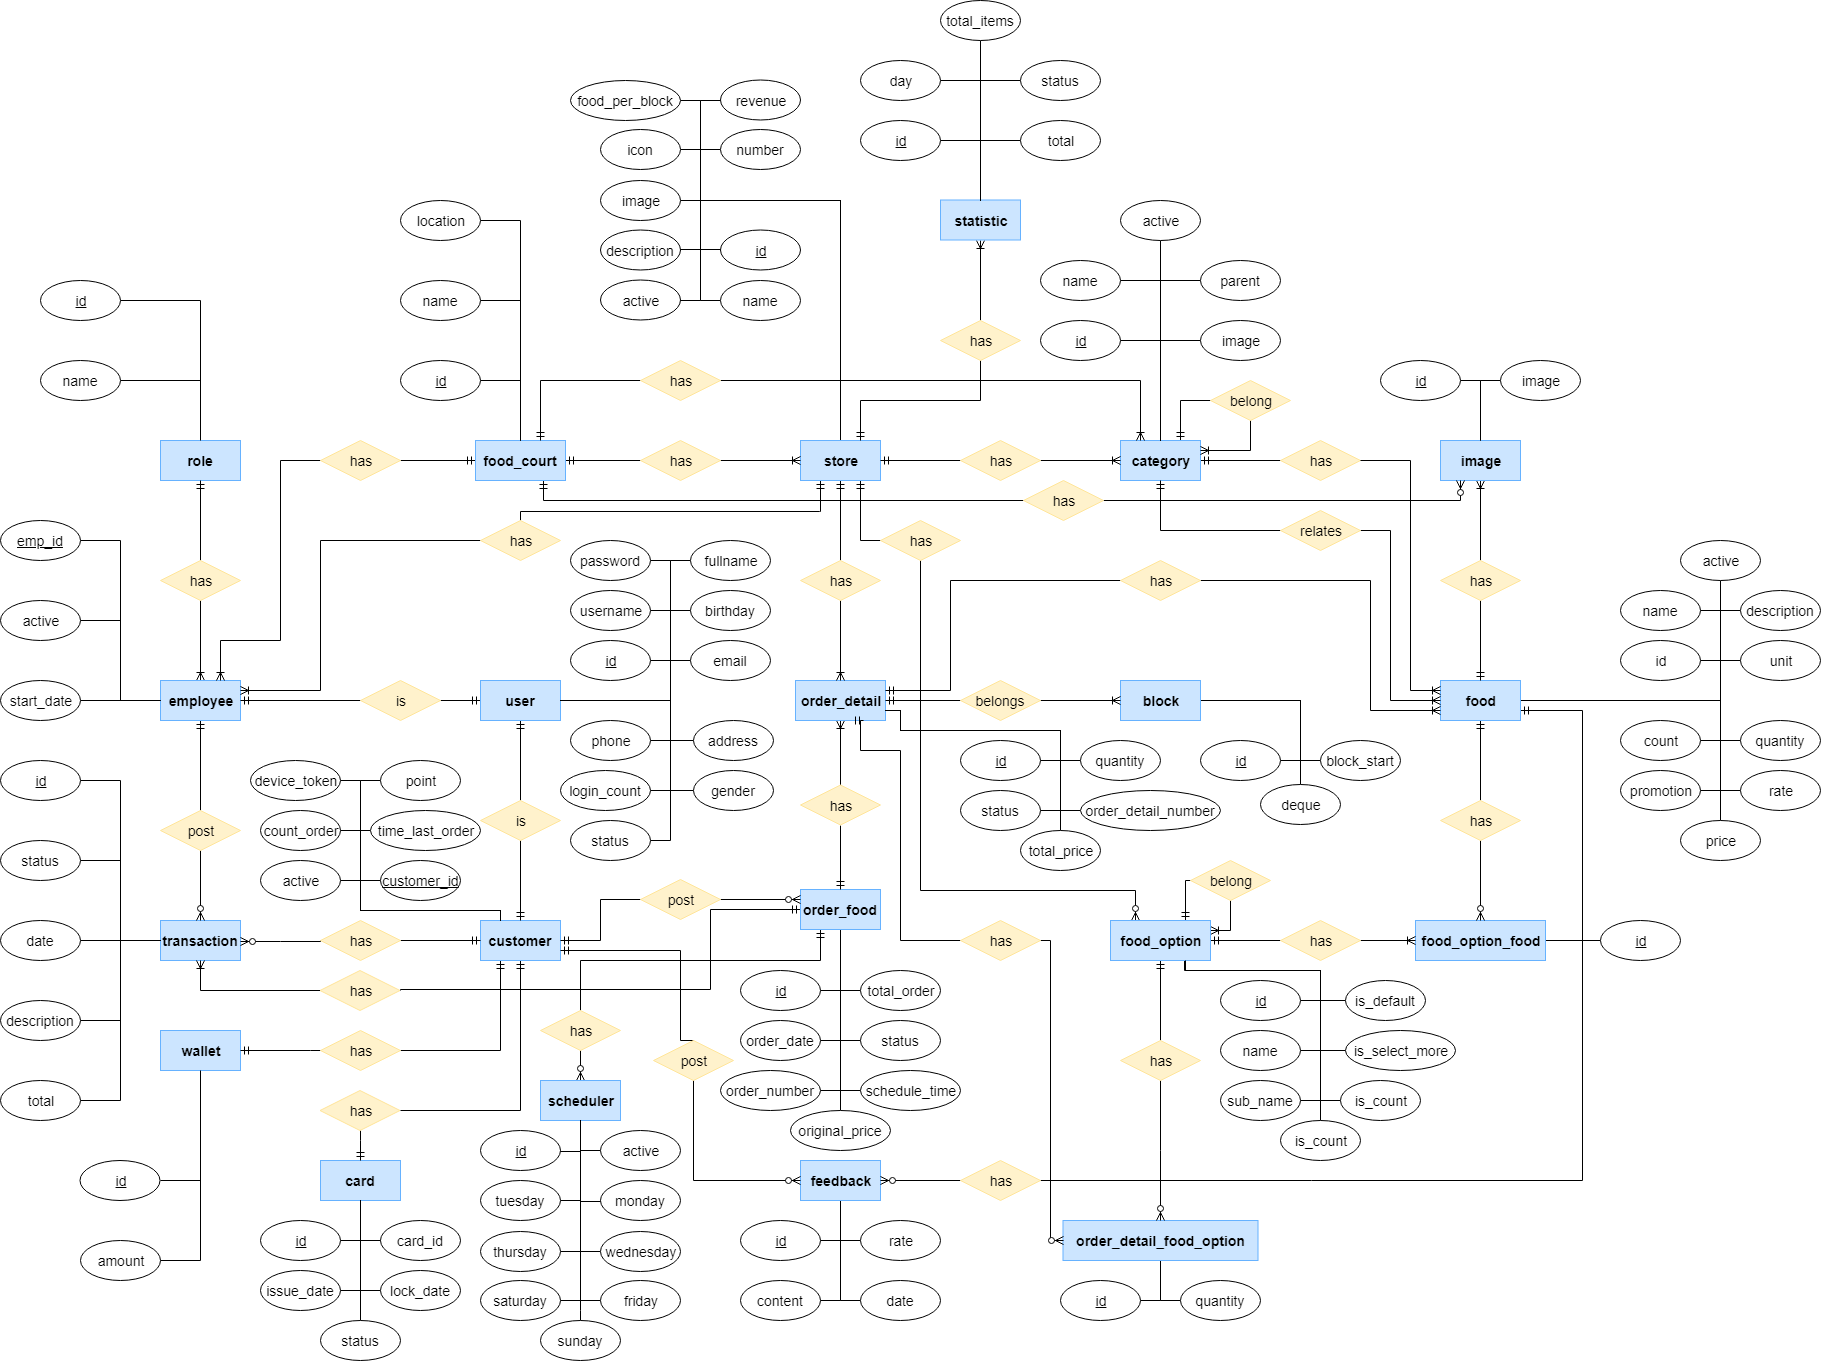 total_items
day
status
id
total
statistic
has
food_per_block
revenue
icon
number
image
description
id
active
name
location
name
id
active
name
parent
id
image
id
name
has
belong
id
image
role
has
food_court
has
store
has
category
has
image
has
relates
emp_id
active
start_date
has
has
has
has
has
has
password
fullname
username
birthday
id
email
active
name
description
id
unit
employee
is
user
order_detail
belongs
block
food
phone
address
login_count
gender
status
id
quantity
status
order_detail_number
total_price
id
block_start
deque
count
quantity
promotion
rate
price
id
status
date
description
total
post
device_token
point
count_order
time_last_order
active
customer_id
is
has
has
belong
transaction
has
customer
post
order_food
has
food_option
has
food_option_food
id
has
wallet
has
has
post
id
total_order
order_date
status
order_number
schedule_time
original_price
has
id
is_default
name
is_select_more
sub_name
is_count
is_count
has
scheduler
id
amount
card
feedback
has
id
card_id
issue_date
lock_date
status
id
active
tuesday
monday
thursday
wednesday
saturday
friday
sunday
id
rate
content
date
order_detail_food_option
id
quantity